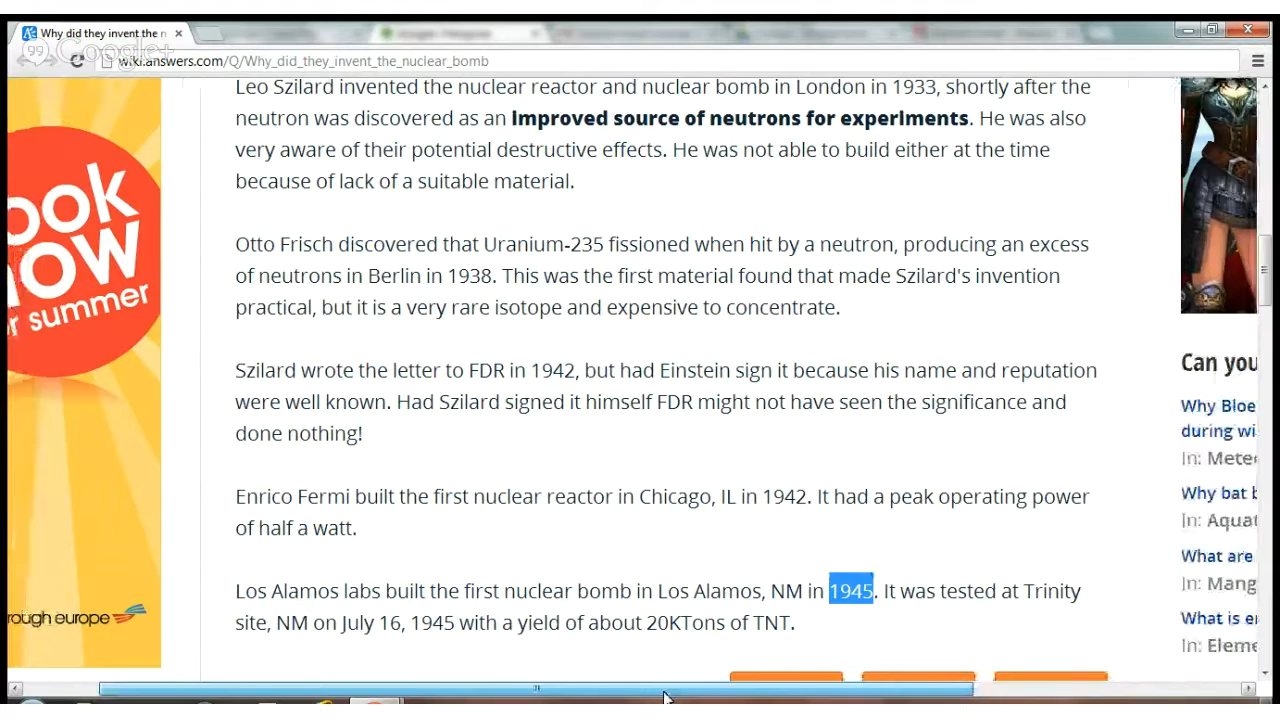 Why did they invent the n
Google+
wiki.answers.com/Q/Why_did_they_invent_the_nuclear_bomb
Leo Szilard invented the nuclear reactor and nuclear bomb in London in 1933, shortly after the
neutron was discovered as an improved source of neutrons for experiments. He was also
very aware of their potential destructive effects. He was not able to build either at the time
because of lack of a suitable material.
Otto Frisch discovered that Uranium-235 fissioned when hit by a neutron, producing an excess
of neutrons in Berlin in 1938. This was the first material found that made Szilard's invention
practical, but it is a very rare isotope and expensive to concentrate.
Szilard wrote the letter to FDR in 1942, but had Einstein sign it because his name and reputation
were well known. Had Szilard signed it himself FDR might not have seen the significance and
done nothing!
Enrico Fermi built the first nuclear reactor in Chicago, IL in 1942. It had a peak operating power
of half a watt.
Los Alamos labs built the first nuclear bomb in Los Alamos, NM in 1945. It was tested at Trinity
site, NM on July 16, 1945 with a yield of about 20KTons of TNT.
ook
now
r summer
rough europe
Can you
Why Bloe
during wi
In: Mete
Why bat b
In: Aquat
What are
In: Mang
What is e
In: Eleme